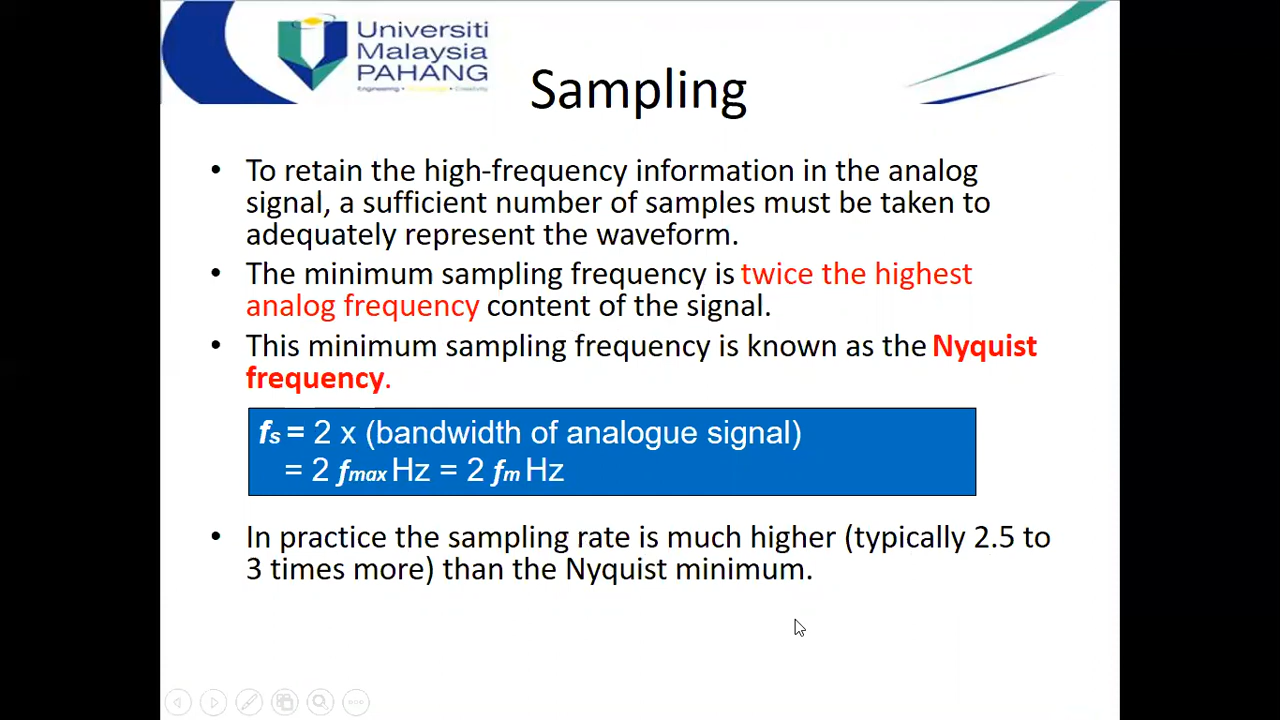 Universiti
Malaysia
PAHANG
Engineering • Technology • Creativity
Sampling
• To retain the high-frequency information in the analog
signal, a sufficient number of samples must be taken to
adequately represent the waveform.
• The minimum sampling frequency is twice the highest
analog frequency content of the signal.
• This minimum sampling frequency is known as the Nyquist
frequency.
fs = 2 x (bandwidth of analogue signal)
= 2 fmax Hz = 2 fm Hz
• In practice the sampling rate is much higher (typically 2.5 to
3 times more) than the Nyquist minimum.